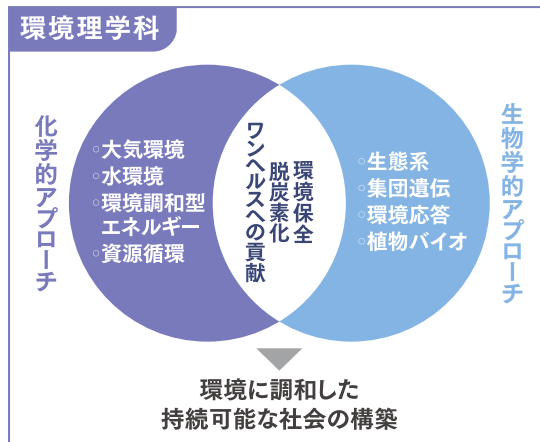 環境理学科
化学的アプローチ
○大気環境
○水環境
○環境調和型
エネルギー
○資源循環
環境保全
脱炭素化
ワンヘルスへの貢献
○生態系
○集団遺伝
○環境応答
○植物バイオ
生物学的アプローチ
環境に調和した
持続可能な社会の構築